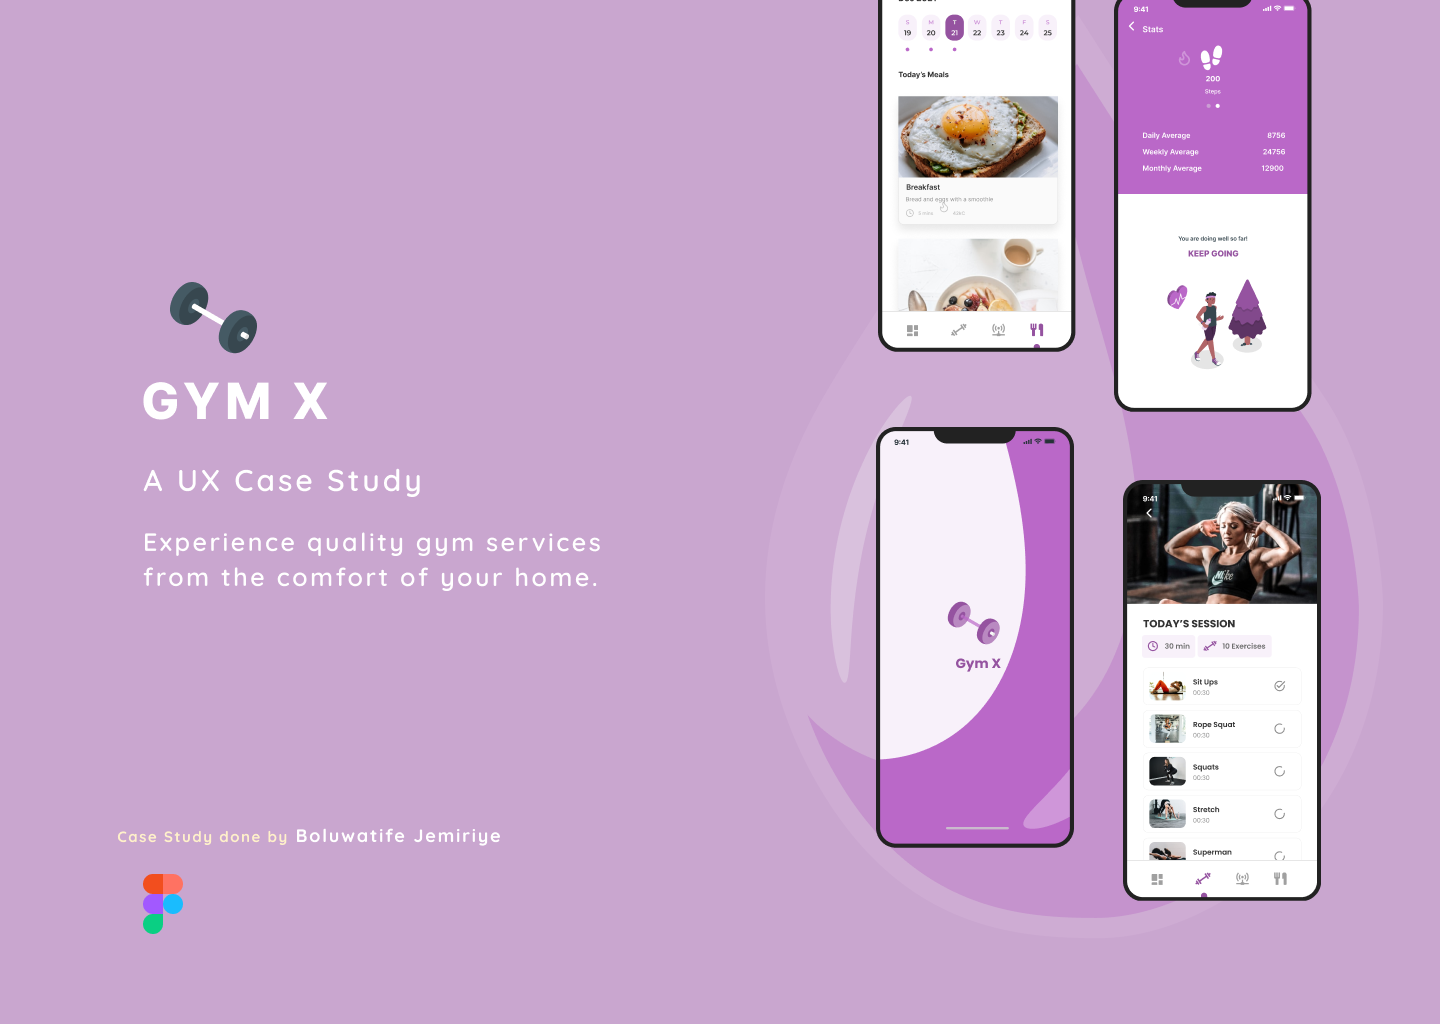 GYM X
A UX Case Study
Experience quality gym services
from the comfort of your home.
Case Study done by Boluwatife Jemiriye
S M T W T F S
19 20 21 22 23 24 25
Today's Meals
Breakfast
Bread and eggs with a smoothie
5 mins
9:41
Stats
200
Steps
Daily Average 8756
Weekly Average 24756
Monthly Average 12900
You are doing well so far!
KEEP GOING
9:41
Gym X
9:41
Nike
TODAY'S SESSION
30 min 10 Exercises
Sit Ups
00:30
Rope Squat
00:30
Squats
00:30
Stretch
00:30
Superman